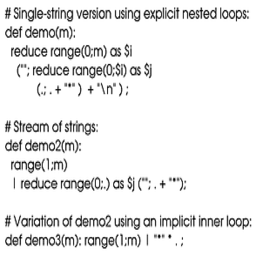 # Single-string version using explicit nested loops:
def demo(m):
reduce range(0;m) as $i
(""; reduce range(0;$i) as $j
(.; . + "*" ) + "\n" ) ;
# Stream of strings:
def demo2(m):
range(1;m)
| reduce range(0;.) as $j (""; . + "*");
# Variation of demo2 using an implicit inner loop:
def demo3(m): range(1;m) | "*" * . ;